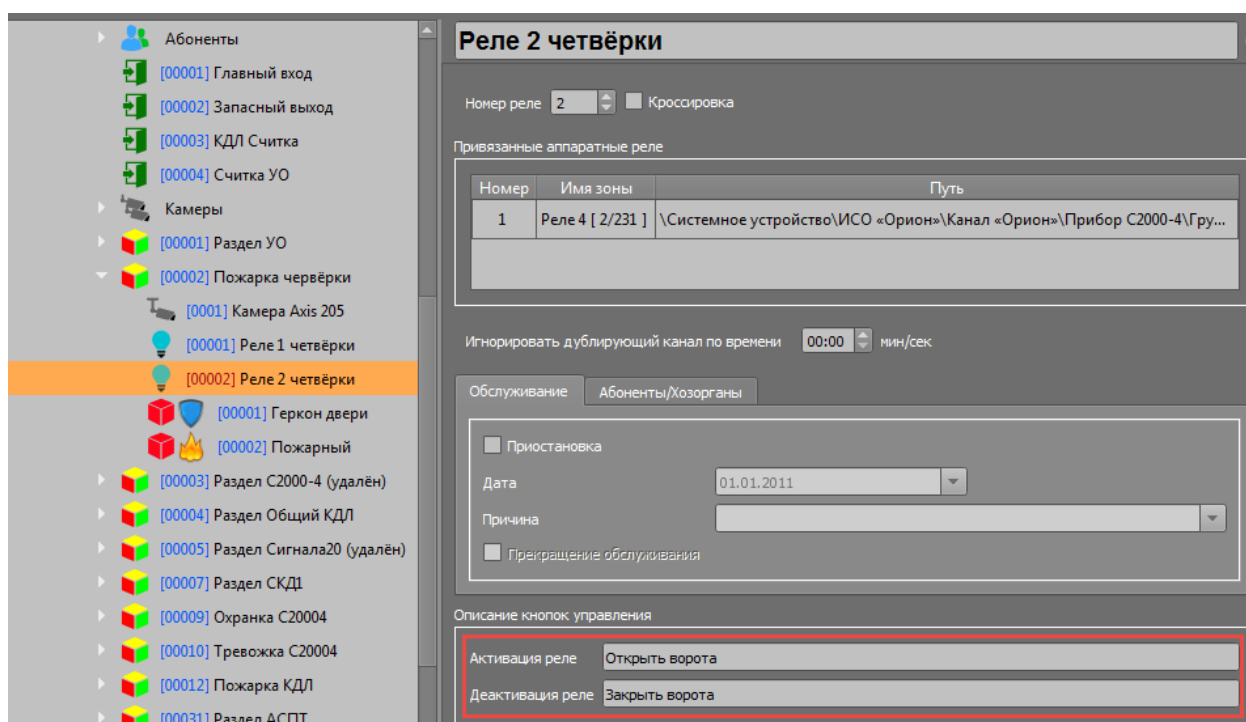 Абоненты
[00001] Главный вход
[00002] Запасный выход
[00003] КДЛ Считка
[00004] Считка УО
Камеры
[00001] Раздел УО
[00002] Пожарка червёрки
[0001] Камера Axis 205
[00001] Реле 1 четвёрки
[00002] Реле 2 четвёрки
[00001] Геркон двери
[00002] Пожарный
[00003] Раздел С2000-4 (удалён)
[00004] Раздел Общий КДЛ
[00005] Раздел Сигнала20 (удалён)
[00007] Раздел СКД1
[00009] Охранка С20004
[00010] Тревожка С20004
[00012] Пожарка КДЛ
[00031] Раздел АСПТ
Реле 2 четвёрки
Номер реле 2 Кроссировка
Привязанные аппаратные реле
Номер Имя зоны Путь
1 Реле 4 [ 2/231 ] \Системное устройство\ИСО «Орион»\Канал «Орион»\Прибор С2000-4\Гру...
Игнорировать дублирующий канал по времени 00:00 мин/сек
Обслуживание Абоненты/Хозорганы
Приостановка
Дата 01.01.2011
Причина
Прекращение обслуживания
Описание кнопок управления
Активация реле Открыть ворота
Деактивация реле Закрыть ворота